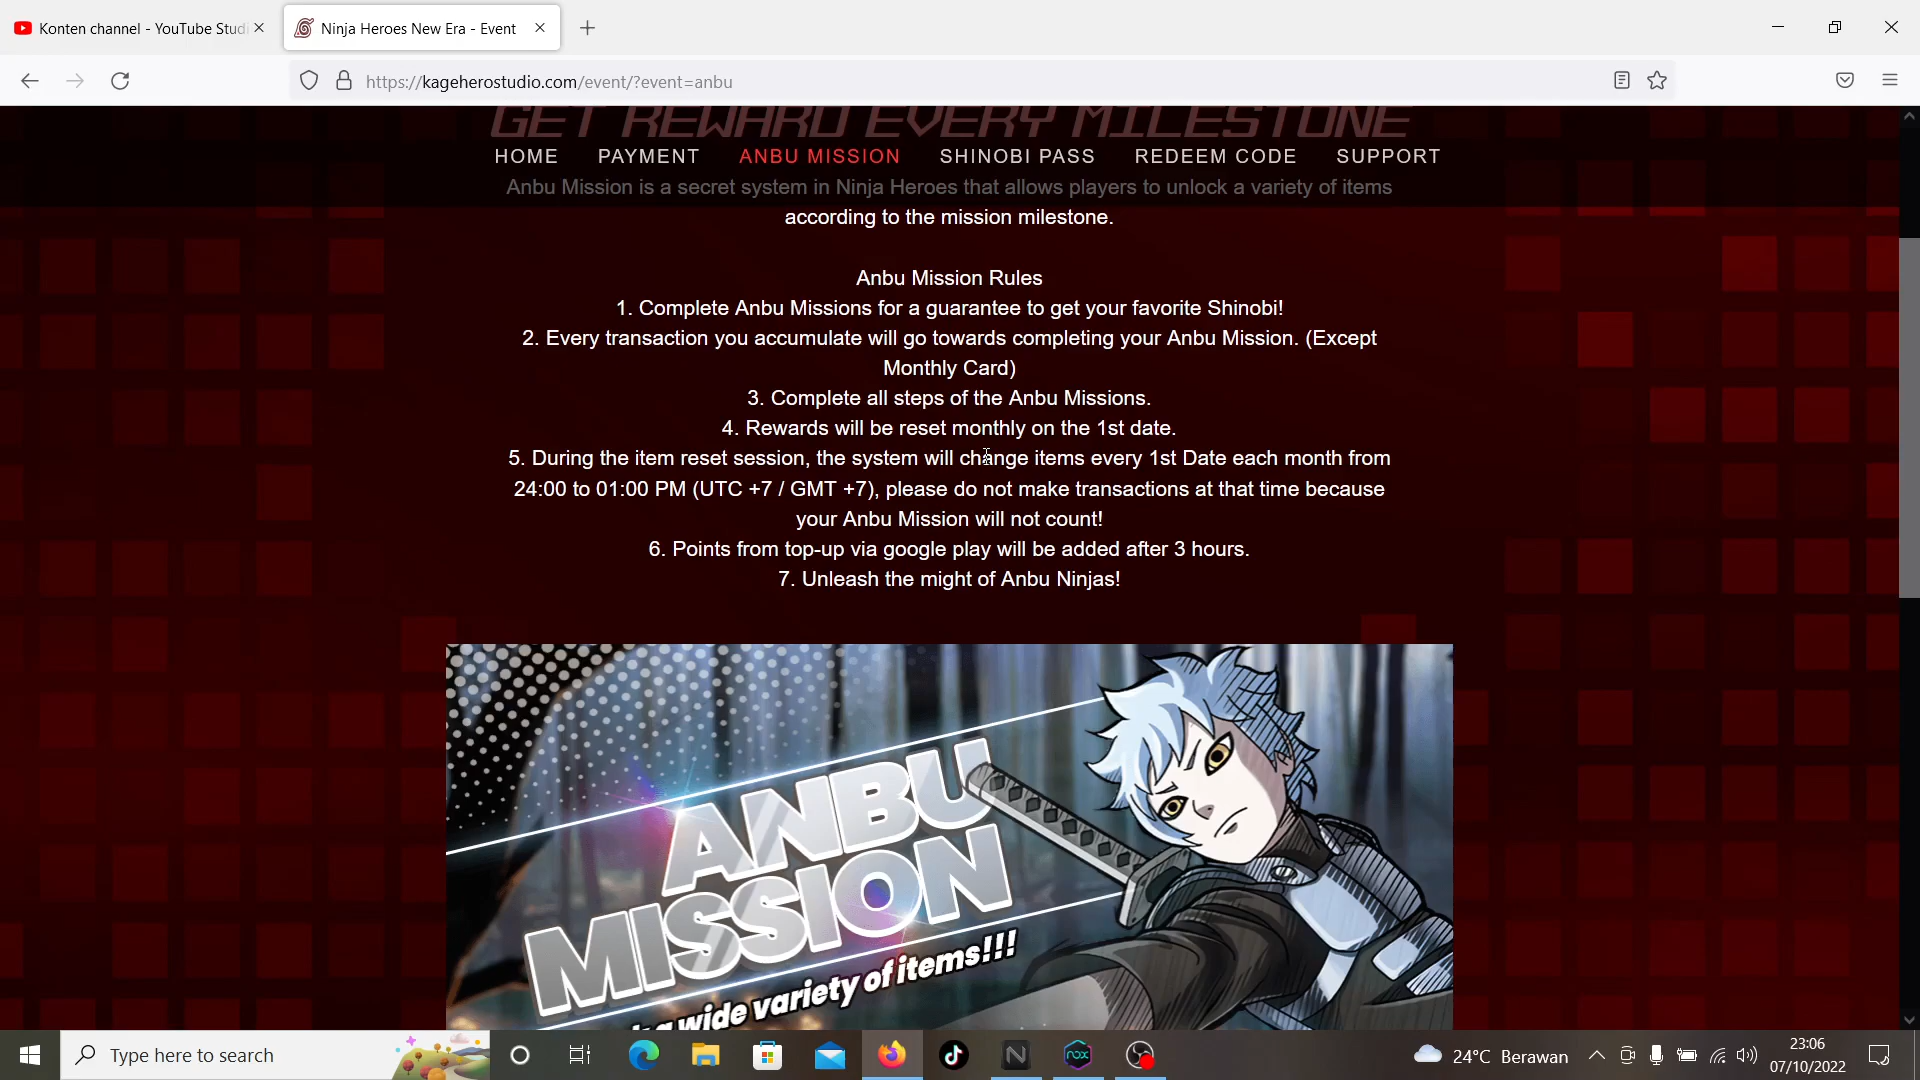 Konten channel - YouTube Studi
Ninja Heroes New Era - Event
https://kageherostudio.com/event/?event=anbu
GET REWARD EVERY MILESTONE
HOME PAYMENT ANBU MISSION SHINOBI PASS REDEEM CODE SUPPORT
Anbu Mission is a secret system in Ninja Heroes that allows players to unlock a variety of items
according to the mission milestone.
Anbu Mission Rules
1. Complete Anbu Missions for a guarantee to get your favorite Shinobi!
2. Every transaction you accumulate will go towards completing your Anbu Mission. (Except
Monthly Card)
3. Complete all steps of the Anbu Missions.
4. Rewards will be reset monthly on the 1st date.
5. During the item reset session, the system will change items every 1st Date each month from
24:00 to 01:00 PM (UTC +7 / GMT +7), please do not make transactions at that time because
your Anbu Mission will not count!
6. Points from top-up via google play will be added after 3 hours.
7. Unleash the might of Anbu Ninjas!
ANBU
MISSION
a wide variety of items!!!
Type here to search
nox
24°C Berawan
23:06
07/10/2022